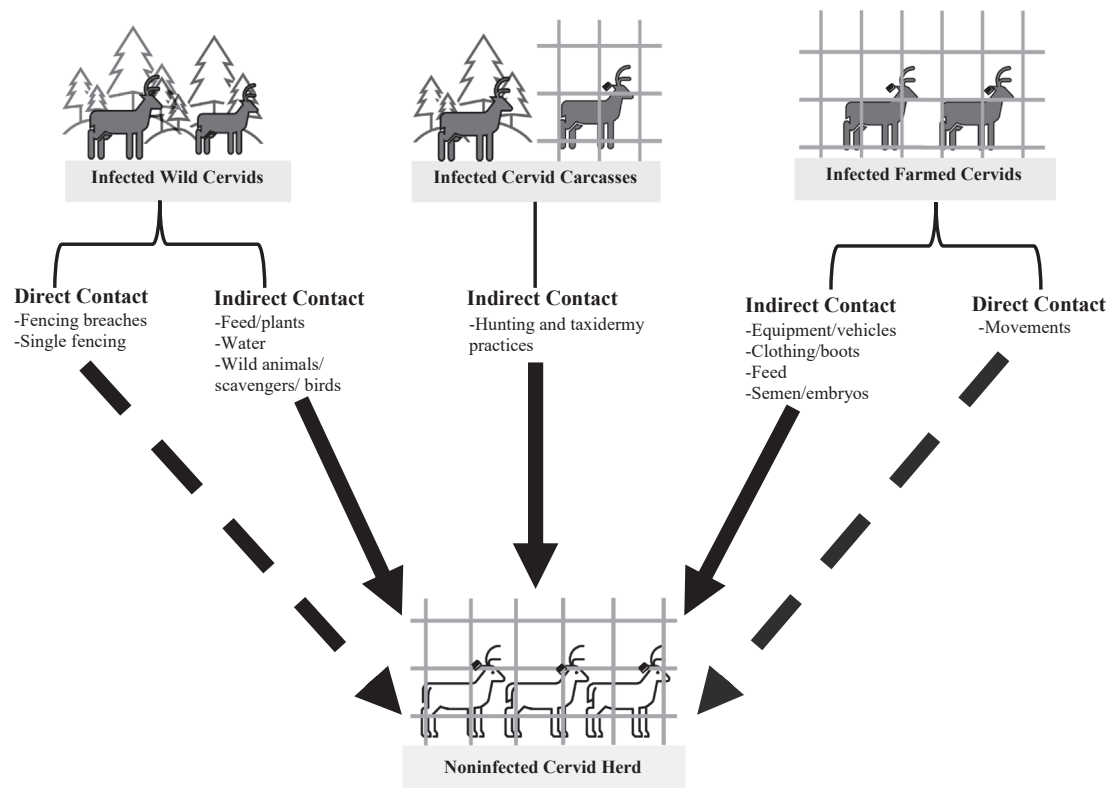 Infected Wild Cervids
Infected Cervid Carcasses
Infected Farmed Cervids
Direct Contact
-Fencing breaches
-Single fencing
Indirect Contact
-Feed/plants
-Water
-Wild animals/
scavengers/ birds
Indirect Contact
-Hunting and taxidermy
practices
Indirect Contact
-Equipment/vehicles
-Clothing/boots
-Feed
-Semen/embryos
Direct Contact
-Movements
Noninfected Cervid Herd